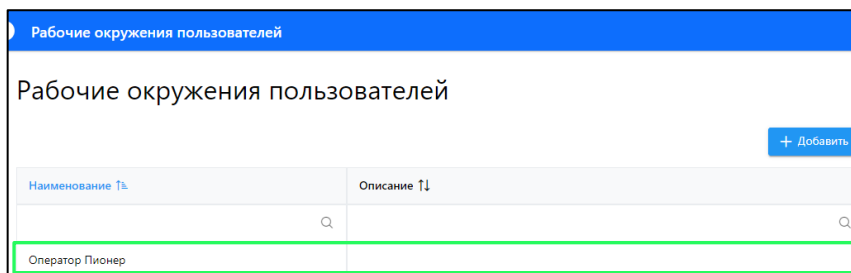 Рабочие окружения пользователей
Рабочие окружения пользователей
+ Добавить
Наименование Описание
Оператор Пионер